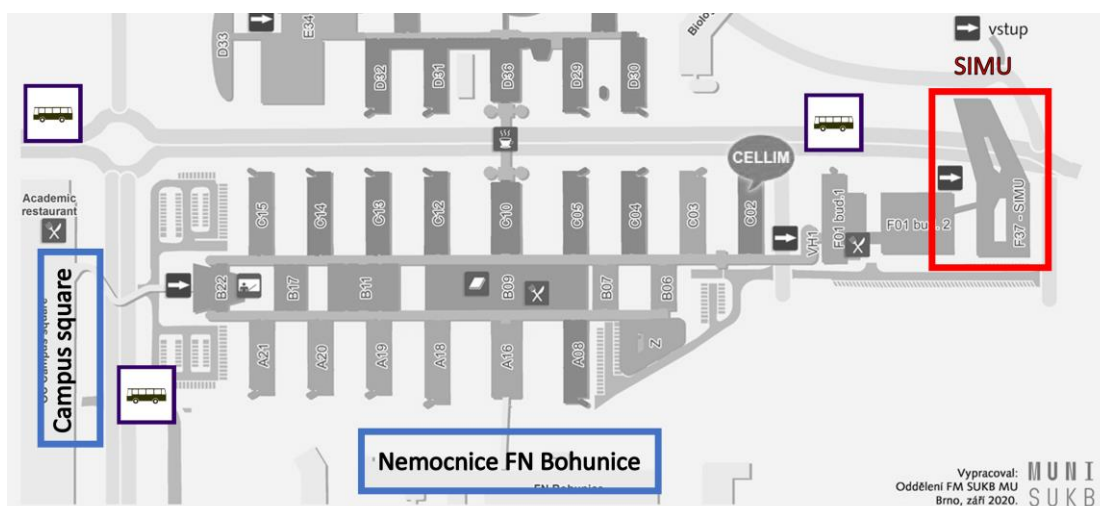 D33
E34
Biolo
vstup
SIMU
D32
D31
D36
D29
D30
CELLIM
Academic
restaurant
C15
C14
C13
C12
C10
C05
C04
C03
C02
VH1
F01 bud.1
F01 bud. 2
F37 - SIMU
Campus square
B22
B17
B11
B09
B07
B06
Z
A21
A20
A19
A18
A16
A08
Nemocnice FN Bohunice
FN Bohunice
Vypracoval:
Oddělení FM SUKB MU
Brno, září 2020.
MUNI
SUKB